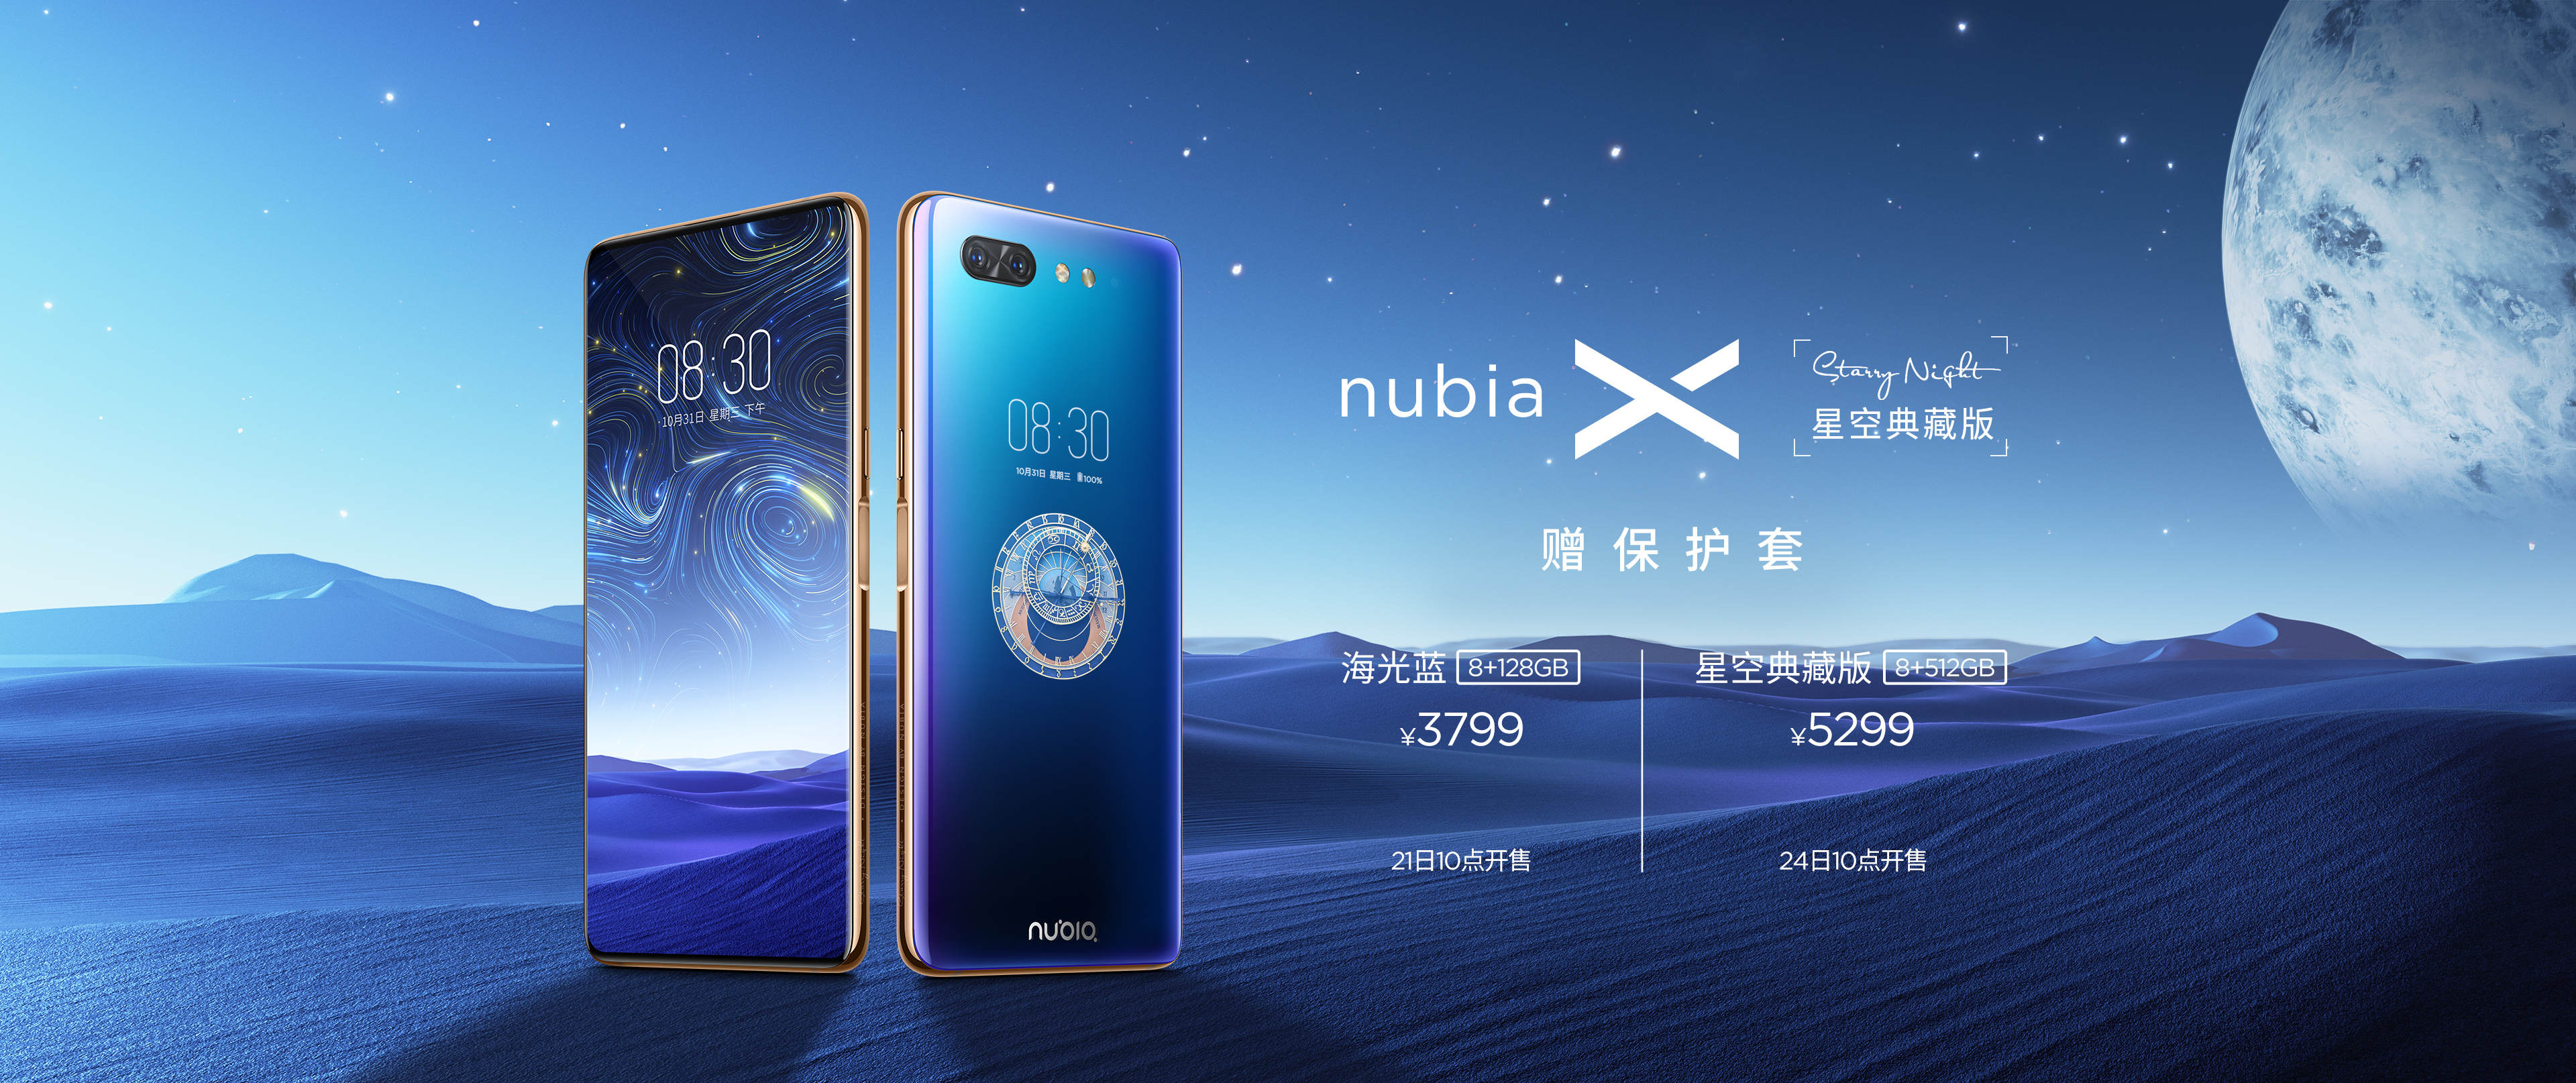 08:30
10月31日 星期三 下午
08:30
10月31日 星期三 100%
nubia
nubia X
Starry Night
星空典藏版
赠保护套
海光蓝 8+128GB
¥3799
21日10点开售
星空典藏版 8+512GB
¥5299
24日10点开售